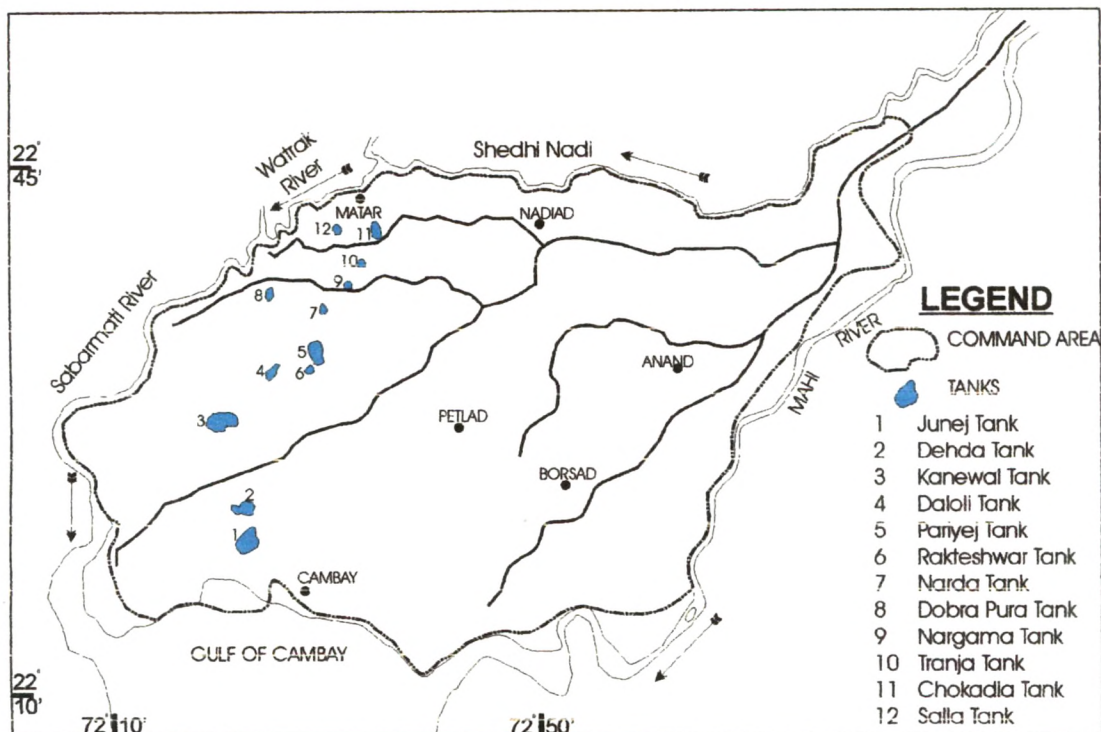 22°
45'
Watrak
River
Shedhi Nadi
MATAR
NADIAD
12
11
10
9
8
7
5
4
6
3
2
1
Sabarmati River
ANAND
PETLAD
BORSAD
CAMBAY
GULF OF CAMBAY
MAHI RIVER
22°
10'
72° 10'
72° 50'
LEGEND
COMMAND AREA
TANKS
1 Junej Tank
2 Dehda Tank
3 Kanewal Tank
4 Daloli Tank
5 Pariyej Tank
6 Rakteshwar Tank
7 Narda Tank
8 Dobra Pura Tank
9 Nargama Tank
10 Tranja Tank
11 Chokadia Tank
12 Salla Tank